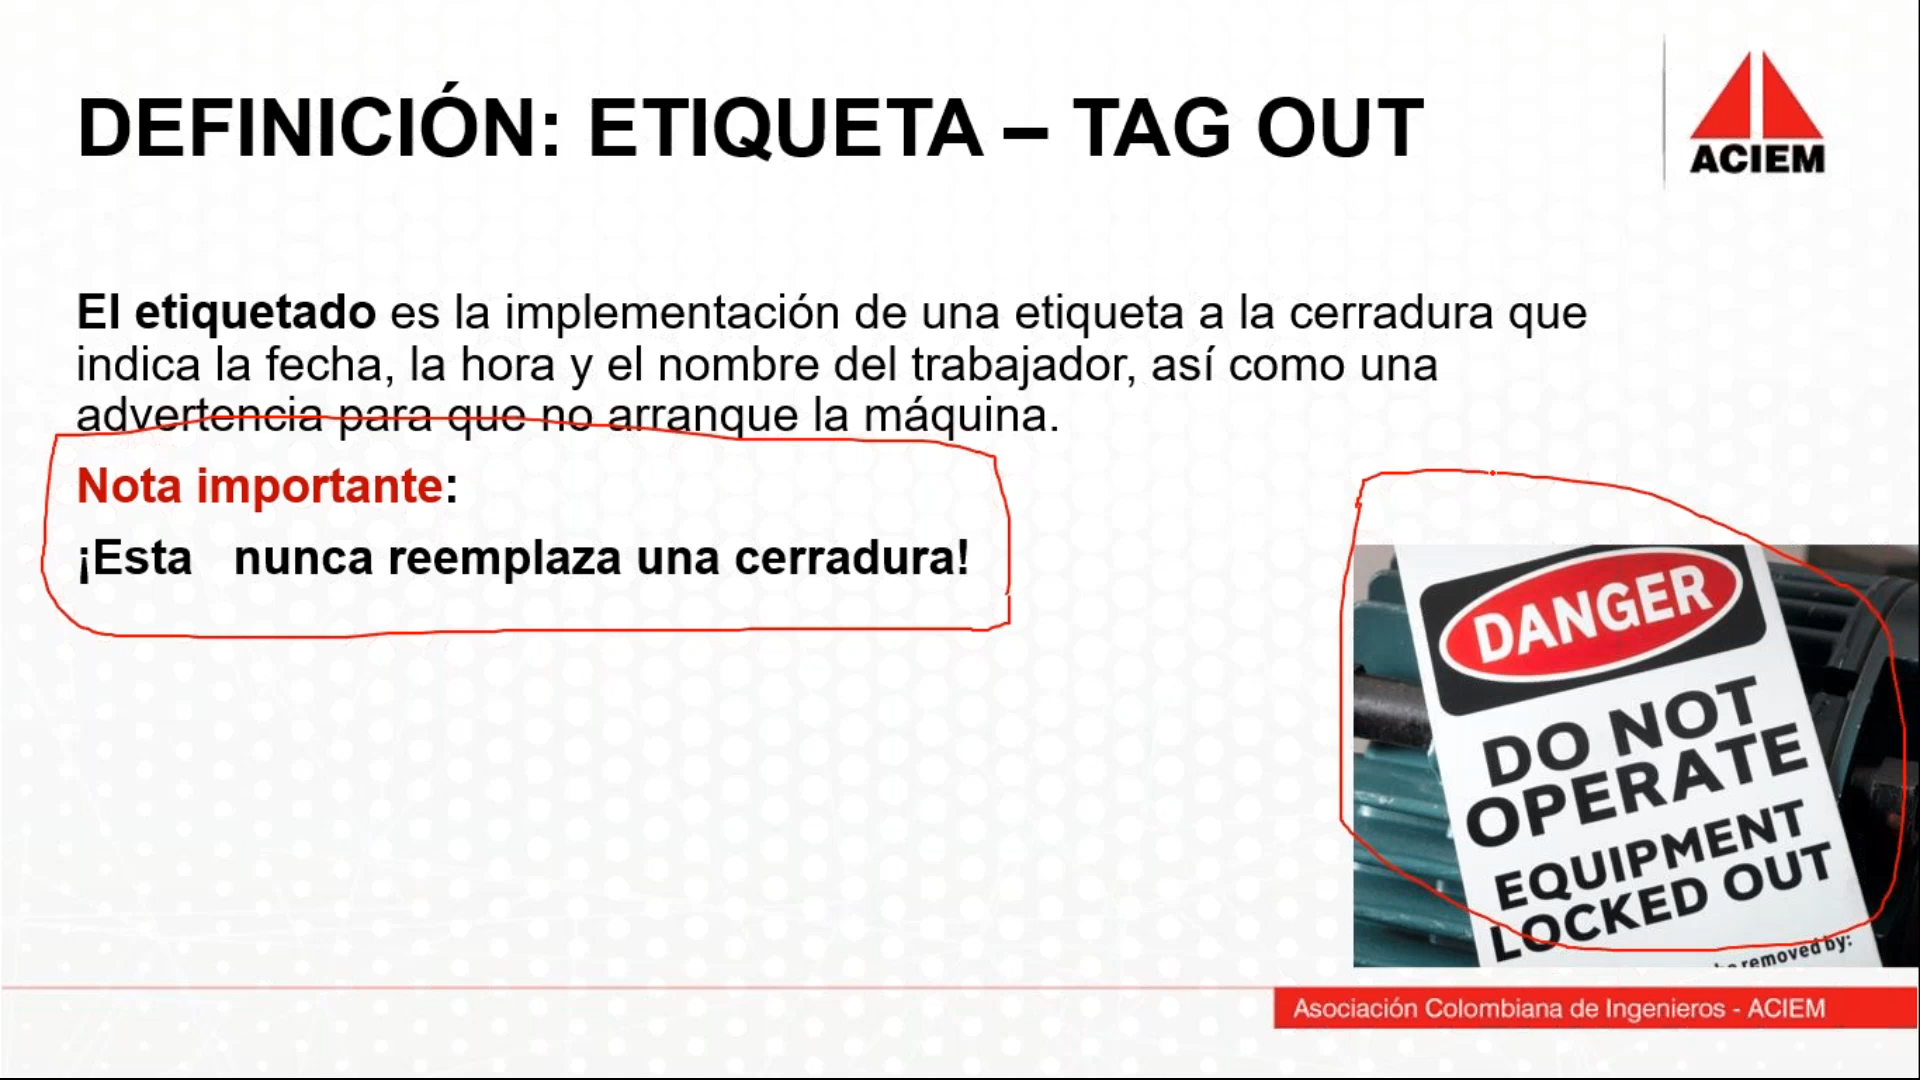 DEFINICIÓN: ETIQUETA – TAG OUT
ACIEM
El etiquetado es la implementación de una etiqueta a la cerradura que
indica la fecha, la hora y el nombre del trabajador, así como una
advertencia para que no arranque la máquina.
Nota importante:
¡Esta nunca reemplaza una cerradura!
DANGER
DO NOT
OPERATE
EQUIPMENT
LOCKED OUT
removed by:
Asociación Colombiana de Ingenieros - ACIEM